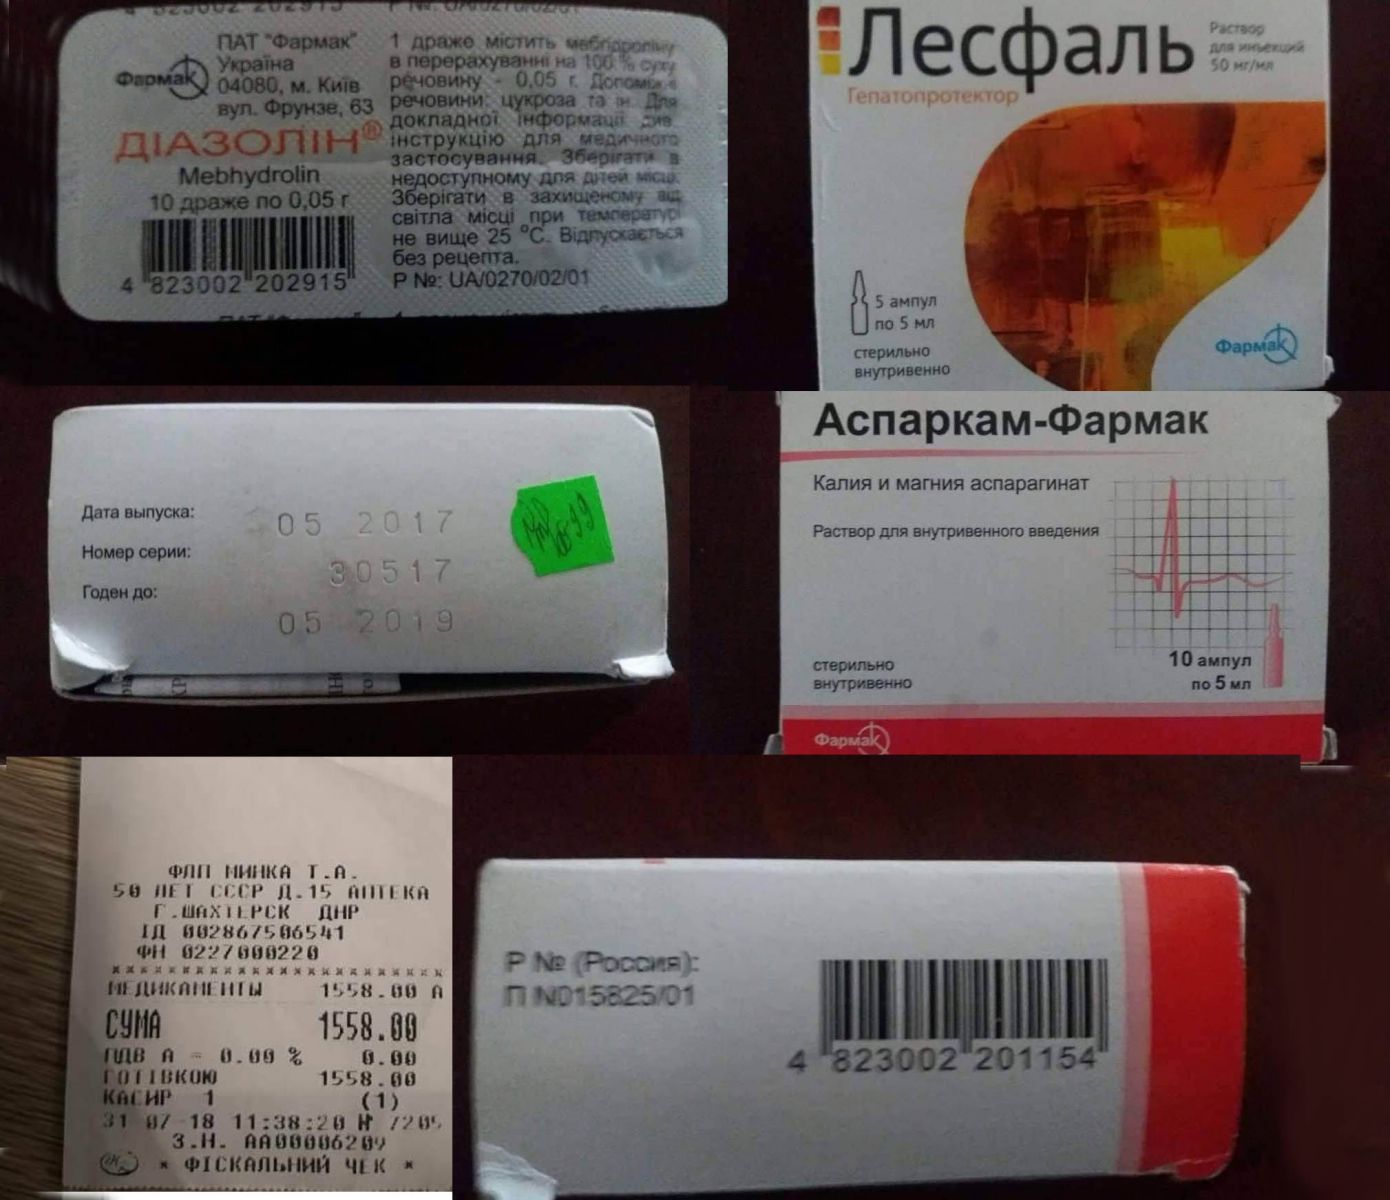 ПАТ "Фармак"
Україна
Фармак
04080, м. Київ
вул. Фрунзе, 63
ДІАЗОЛІН®
Mebhydrolin
10 драже по 0,05 г
4 823002 202915
1 драже містить мебгідроліну
в перерахуванні на 100 % суху
речовину - 0,05 г. Допоміжні
речовини: цукроза та ін. Для
докладної інформації див.
інструкцію для медичного
застосування. Зберігати в
недоступному для дітей місці.
Зберігати в захищеному від
світла місці при температурі
не вище 25 °С. Відпускається
без рецепта.
Р №: UA/0270/02/01
Лесфаль
Раствор
для инъекций
50 мг/мл
Гепатопротектор
5 ампул
по 5 мл
стерильно
внутривенно
Фармак
Дата выпуска: 05 2017
Номер серии: 30517
Годен до: 05 2019
Аспаркам-Фармак
Калия и магния аспарагинат
Раствор для внутривенного введения
10 ампул
по 5 мл
стерильно
внутривенно
Фармак
ФЛП МИНКА Т.А.
50 ЛЕТ СССР Д.15 АПТЕКА
Г.ШАХТЕРСК ДНР
ІД 002867506541
ФН 0227000220
МЕДИКАМЕНТЫ 1558.00 А
СУМА 1558.00
ПДВ А = 0.00 % 0.00
ГОТІВКОЮ 1558.00
КАСИР 1 (1)
31-07-18 11:38:20
З.Н. АА00006209
* ФІСКАЛЬНИЙ ЧЕК *
Р № (Россия):
П N015825/01
4 823002 201154